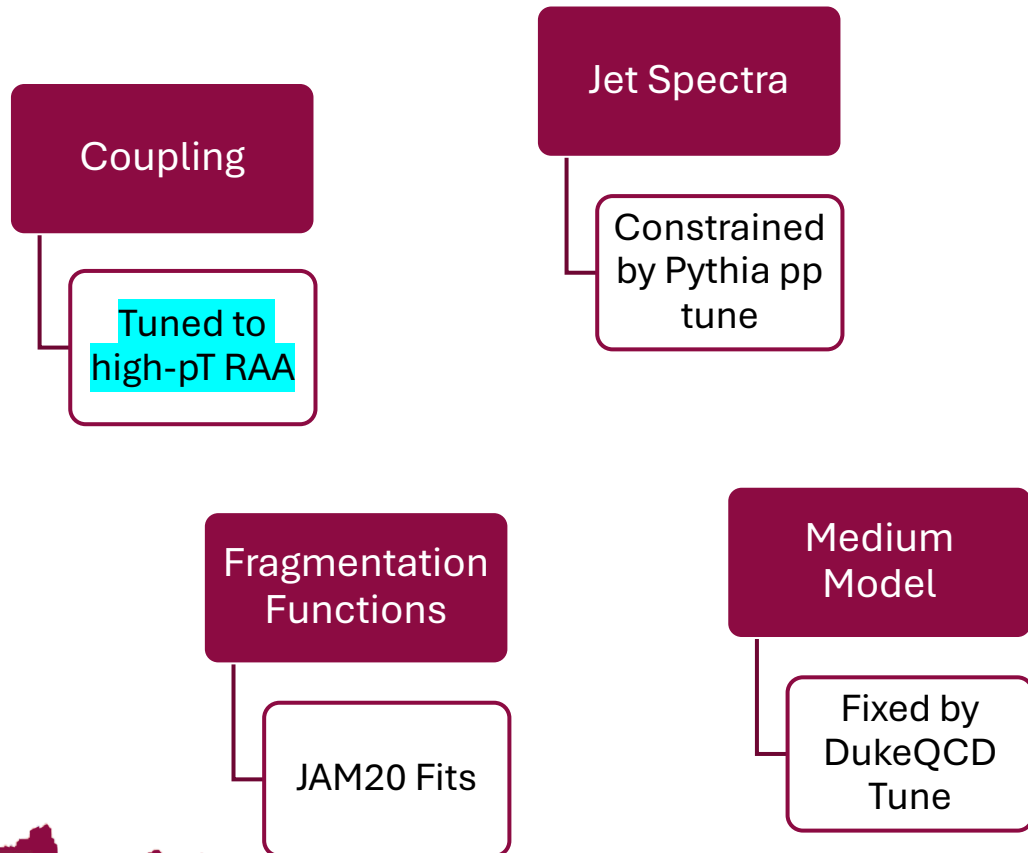 Coupling
Tuned to
high-pT RAA
Jet Spectra
Constrained
by Pythia pp
tune
Fragmentation
Functions
JAM20 Fits
Medium
Model
Fixed by
DukeQCD
Tune